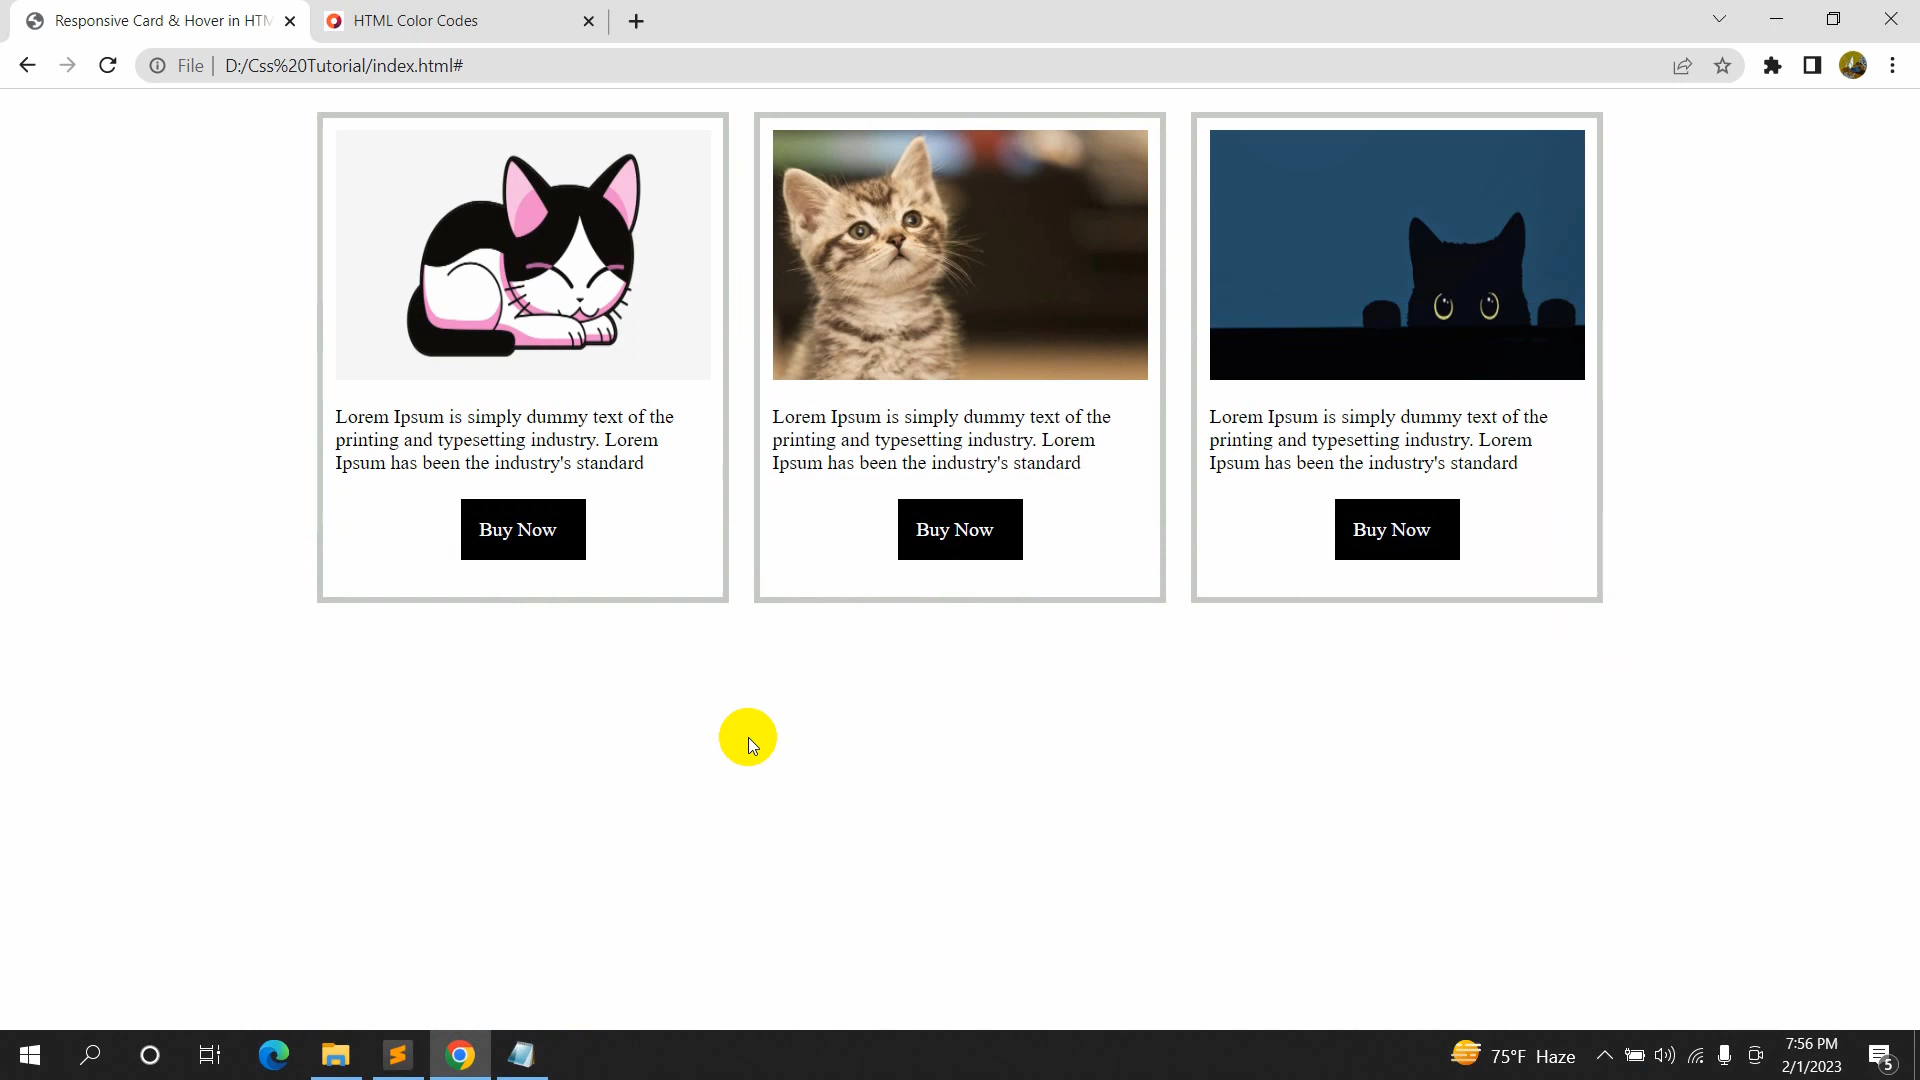 Responsive Card & Hover in HTM
HTML Color Codes
File
D:/Css%20Tutorial/index.html#
Lorem Ipsum is simply dummy text of the
printing and typesetting industry. Lorem
Ipsum has been the industry's standard
Buy Now
Lorem Ipsum is simply dummy text of the
printing and typesetting industry. Lorem
Ipsum has been the industry's standard
Buy Now
Lorem Ipsum is simply dummy text of the
printing and typesetting industry. Lorem
Ipsum has been the industry's standard
Buy Now
75°F Haze
7:56 PM
2/1/2023
5